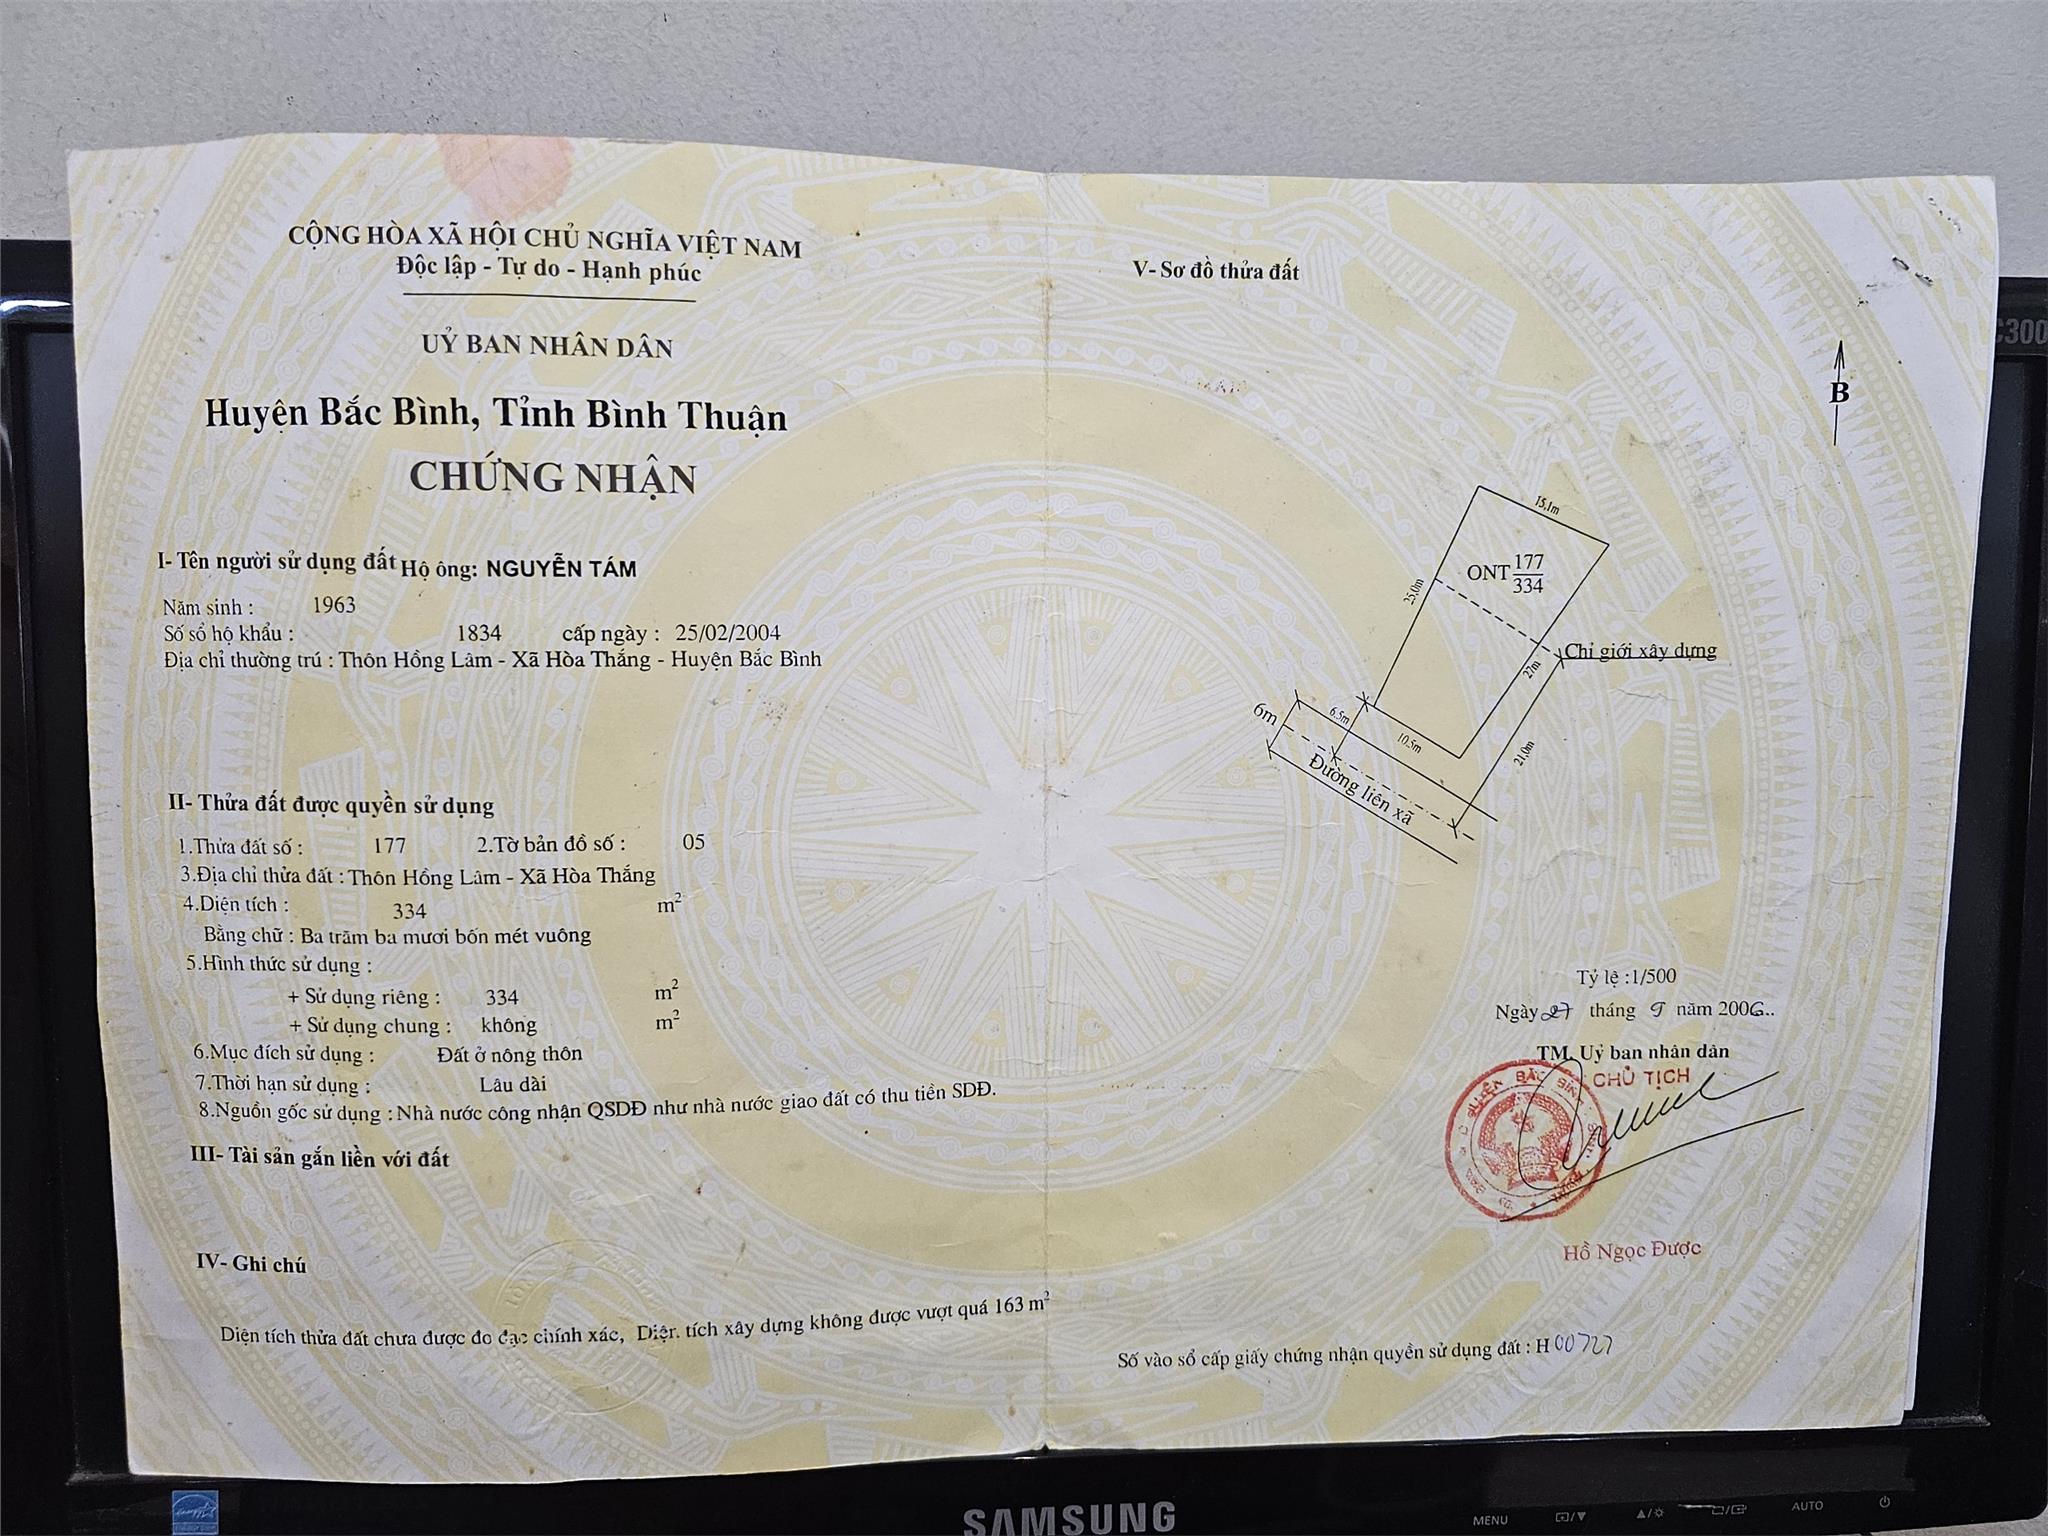 CỘNG HÒA XÃ HỘI CHỦ NGHĨA VIỆT NAM
Độc lập - Tự do - Hạnh phúc
UỶ BAN NHÂN DÂN
Huyện Bắc Bình, Tỉnh Bình Thuận
CHỨNG NHẬN
I- Tên người sử dụng đất Hộ ông: NGUYỄN TÁM
Năm sinh : 1963
Số sổ hộ khẩu : 1834 cấp ngày : 25/02/2004
Địa chỉ thường trú : Thôn Hồng Lâm - Xã Hòa Thắng - Huyện Bắc Bình
II- Thửa đất được quyền sử dụng
1.Thửa đất số : 177 2.Tờ bản đồ số : 05
3.Địa chỉ thửa đất : Thôn Hồng Lâm - Xã Hòa Thắng
4.Diện tích : 334 m²
Bằng chữ : Ba trăm ba mươi bốn mét vuông
5.Hình thức sử dụng :
+ Sử dụng riêng : 334 m²
+ Sử dụng chung : không m²
6.Mục đích sử dụng : Đất ở nông thôn
7.Thời hạn sử dụng : Lâu dài
8.Nguồn gốc sử dụng : Nhà nước công nhận QSDĐ như nhà nước giao đất có thu tiền SDĐ.
III- Tài sản gắn liền với đất
IV- Ghi chú
Diện tích thửa đất chưa được đo đạc chính xác, Diện tích xây dựng không được vượt quá 163 m²
V- Sơ đồ thửa đất
B
15,1m
ONT 177
334
25,0m
Chỉ giới xây dựng
27m
6m
6.5m
10.5m
21,0m
Đường liên xã
Tỷ lệ :1/500
Ngày 27 tháng 9 năm 2006..
TM. Uỷ ban nhân dân
CHỦ TỊCH
Hồ Ngọc Được
Số vào sổ cấp giấy chứng nhận quyền sử dụng đất : H 00727
SAMSUNG
MENU
AUTO